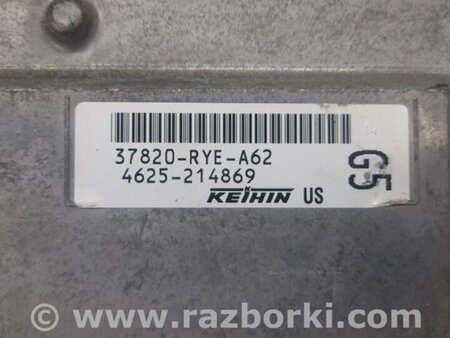 37820-RYE-A62
4625-214869
G5
KEIHIN US
© www.razborki.com